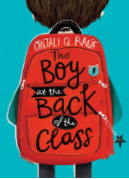 ONJALI Q. RAÚF
The
Boy
at the
Back
of the
Class